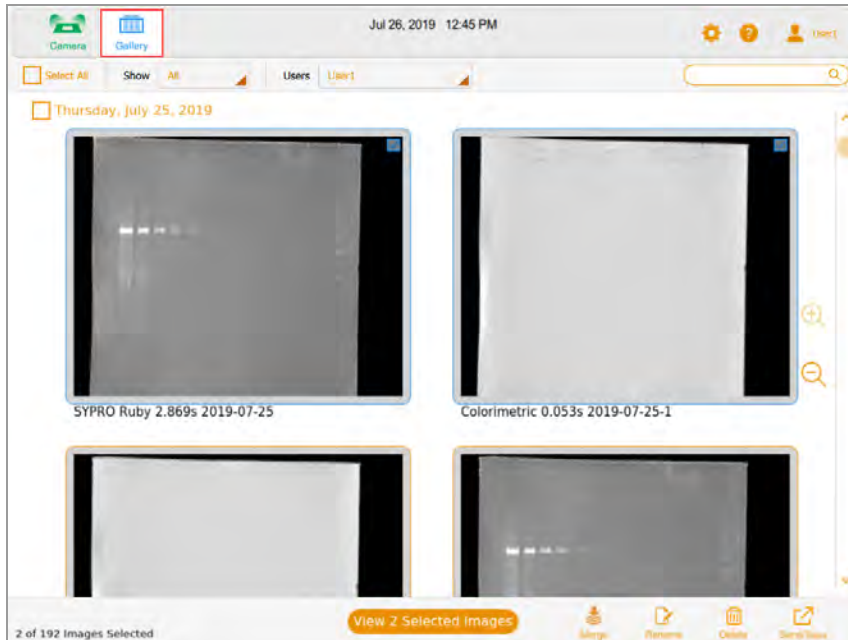 Jul 26, 2019 12:45 PM
Camera
Gallery
User1
Select All
Show
All
Users
User1
Thursday, July 25, 2019
SYPRO Ruby 2.869s 2019-07-25
Colorimetric 0.053s 2019-07-25-1
2 of 192 Images Selected
View 2 Selected Images
Merge
Rename
Delete
Send/Save